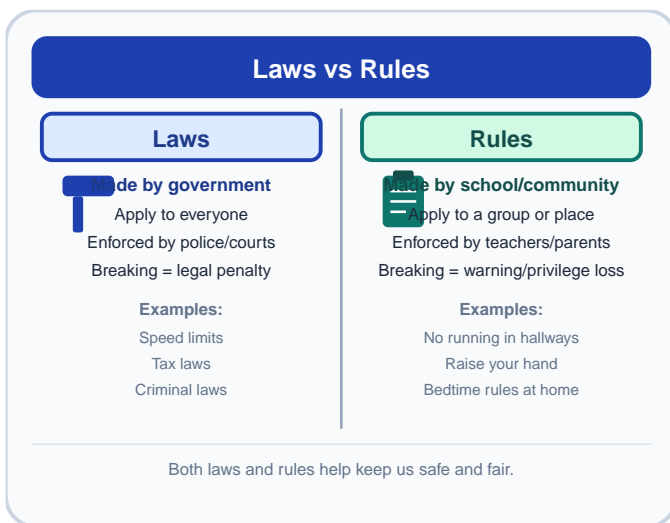 Laws vs Rules
Laws
Made by government
Apply to everyone
Enforced by police/courts
Breaking = legal penalty
Examples:
Speed limits
Tax laws
Criminal laws
Rules
Made by school/community
Apply to a group or place
Enforced by teachers/parents
Breaking = warning/privilege loss
Examples:
No running in hallways
Raise your hand
Bedtime rules at home
Both laws and rules help keep us safe and fair.